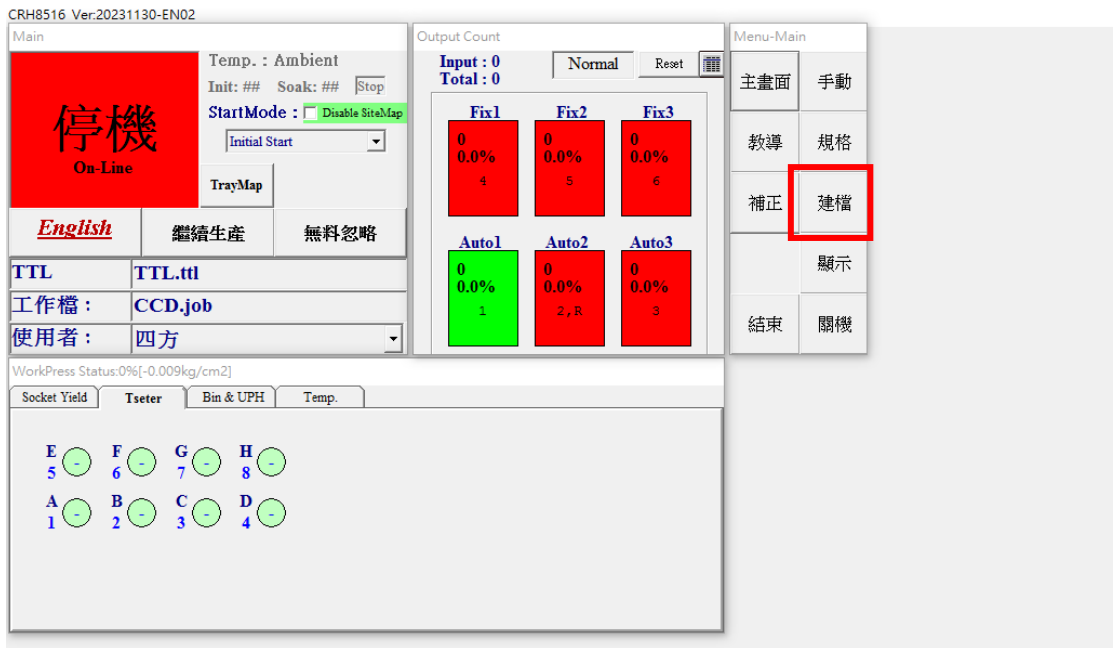 CRH8516 Ver:20231130-EN02
Main
停機
On-Line
Temp. : Ambient
Init: ## Soak: ## Stop
StartMode : Disable SiteMap
Initial Start
TrayMap
English 繼續生產 無料忽略
TTL TTL.ttl
工作檔： CCD.job
使用者： 四方
Output Count
Input : 0
Total : 0
Normal Reset
Fix1 Fix2 Fix3
0 0 0
0.0% 0.0% 0.0%
4 5 6
Auto1 Auto2 Auto3
0 0 0
0.0% 0.0% 0.0%
1 2,R 3
Menu-Main
主畫面 手動
教導 規格
補正 建檔
顯示
結束 關機
WorkPress Status:0%[-0.009kg/cm2]
Socket Yield Tseter Bin & UPH Temp.
E F G H
- - - -
5 6 7 8
A B C D
- - - -
1 2 3 4